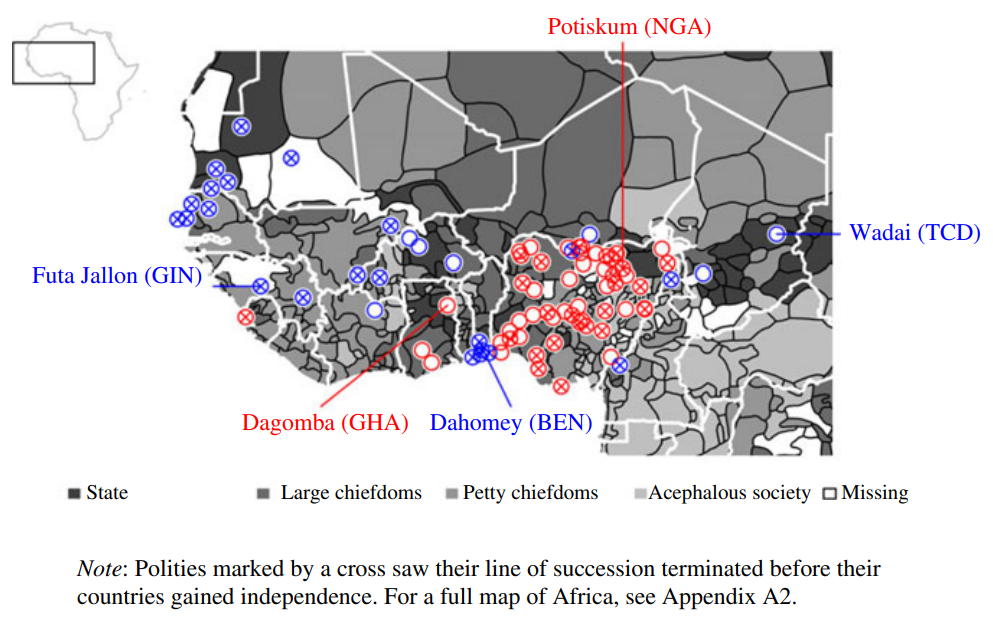 Potiskum (NGA)
Wadai (TCD)
Futa Jallon (GIN)
Dagomba (GHA) Dahomey (BEN)
State Large chiefdoms Petty chiefdoms Acephalous society Missing
Note: Polities marked by a cross saw their line of succession terminated before their
countries gained independence. For a full map of Africa, see Appendix A2.